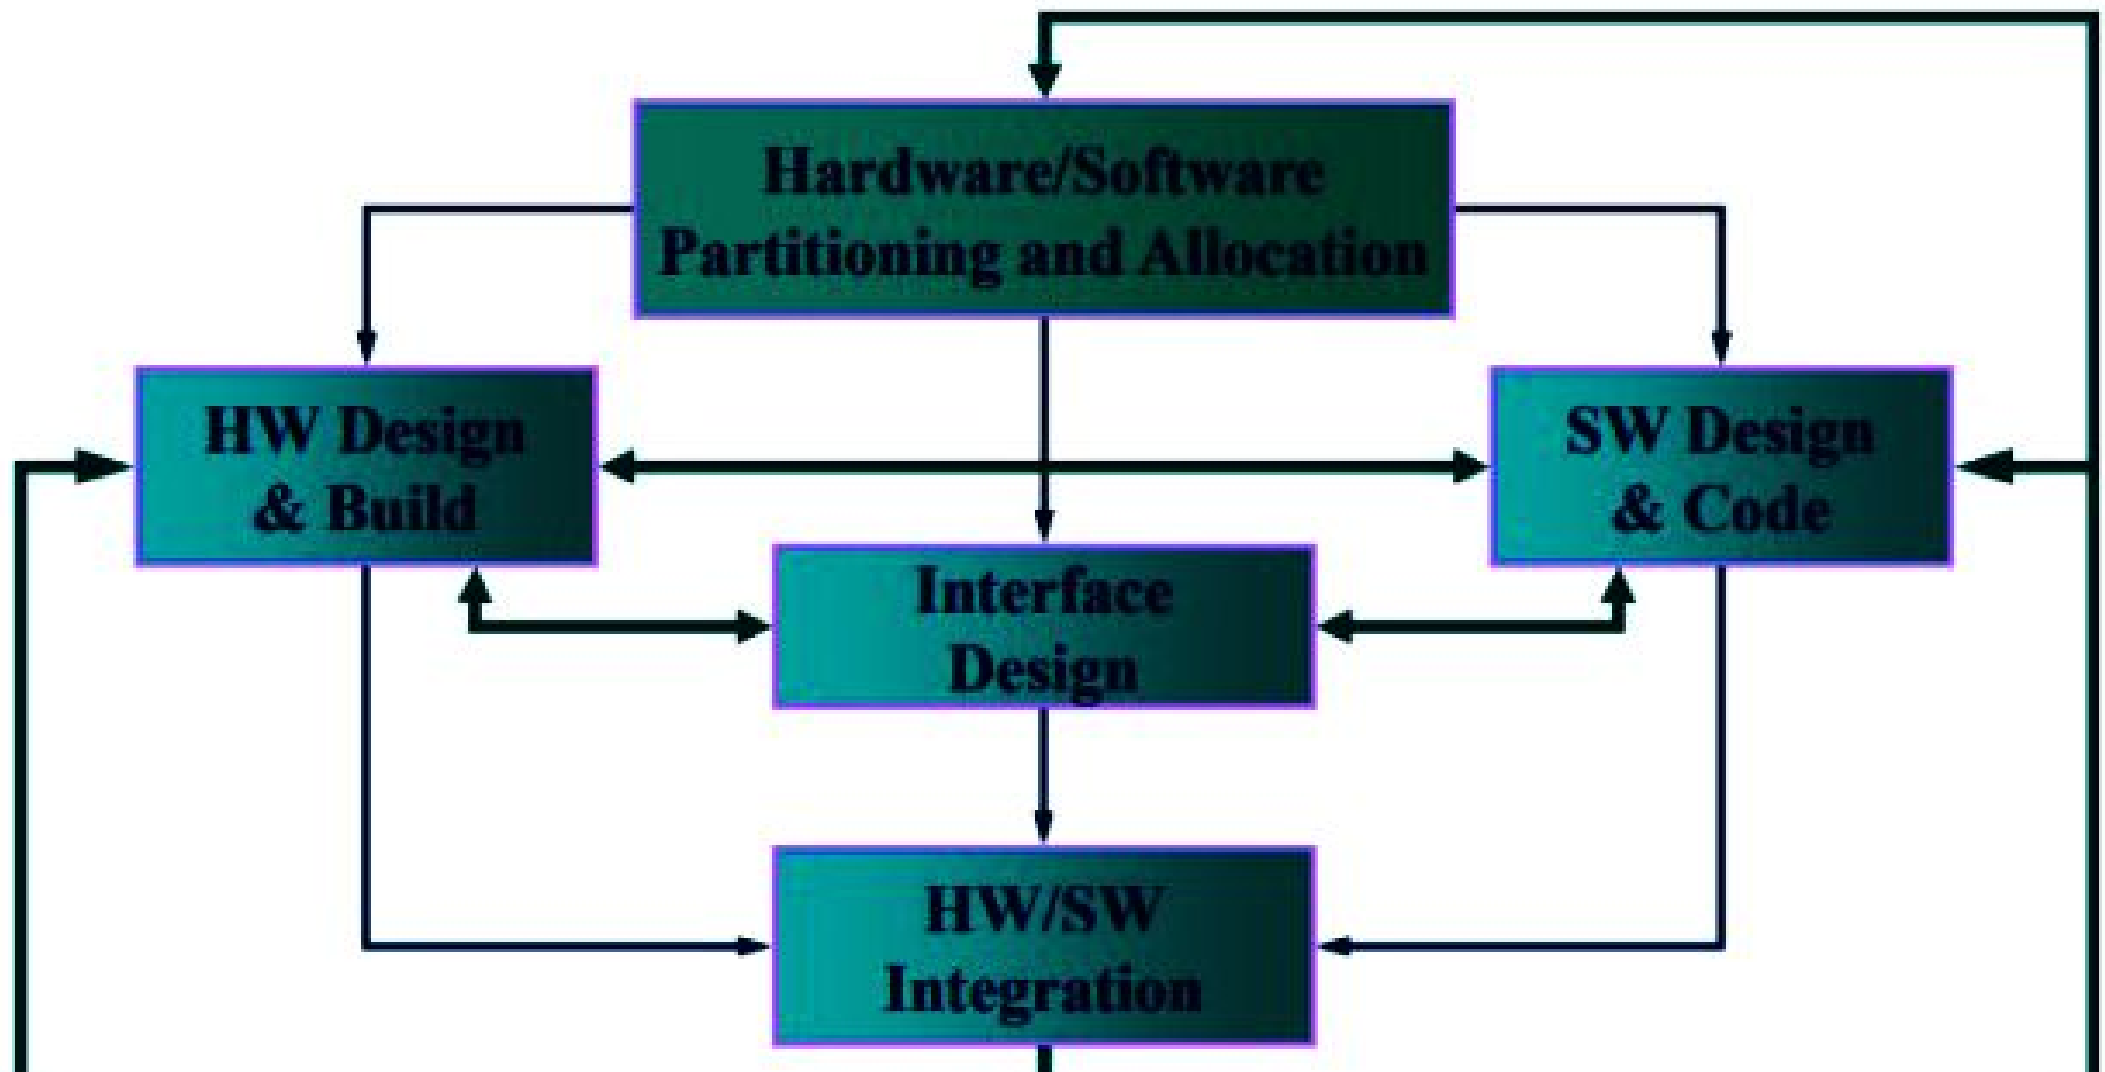 Hardware/Software
Partitioning and Allocation
HW Design
& Build
SW Design
& Code
Interface
Design
HW/SW
Integration